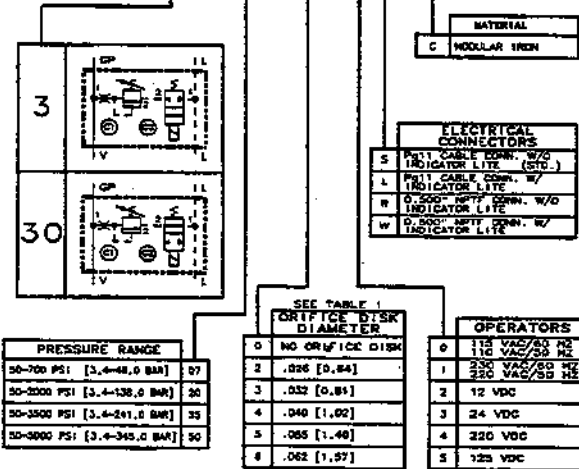 MATERIAL
G NODULAR IRON
3
GP L
V L
30
GP L
V L
ELECTRICAL CONNECTORS
S Pg11 CABLE CONN. W/O INDICATOR LITE (STD.)
L Pg11 CABLE CONN. W/ INDICATOR LITE
R 0.500" NPTF CONN. W/O INDICATOR LITE
W 0.500" NPTF CONN. W/ INDICATOR LITE
PRESSURE RANGE
50-700 PSI [3,4-48,0 BAR] 07
50-2000 PSI [3,4-138,0 BAR] 20
50-3500 PSI [3,4-241,0 BAR] 35
50-5000 PSI [3,4-345,0 BAR] 50
SEE TABLE 1
ORIFICE DISK DIAMETER
0 NO ORIFICE DISK
2 .026 [0,64]
3 .032 [0,81]
4 .040 [1,02]
5 .055 [1,40]
6 .062 [1,57]
OPERATORS
0 115 VAC/60 HZ 110 VAC/50 HZ
1 230 VAC/60 HZ 220 VAC/50 HZ
2 12 VDC
3 24 VDC
4 220 VDC
5 125 VDC